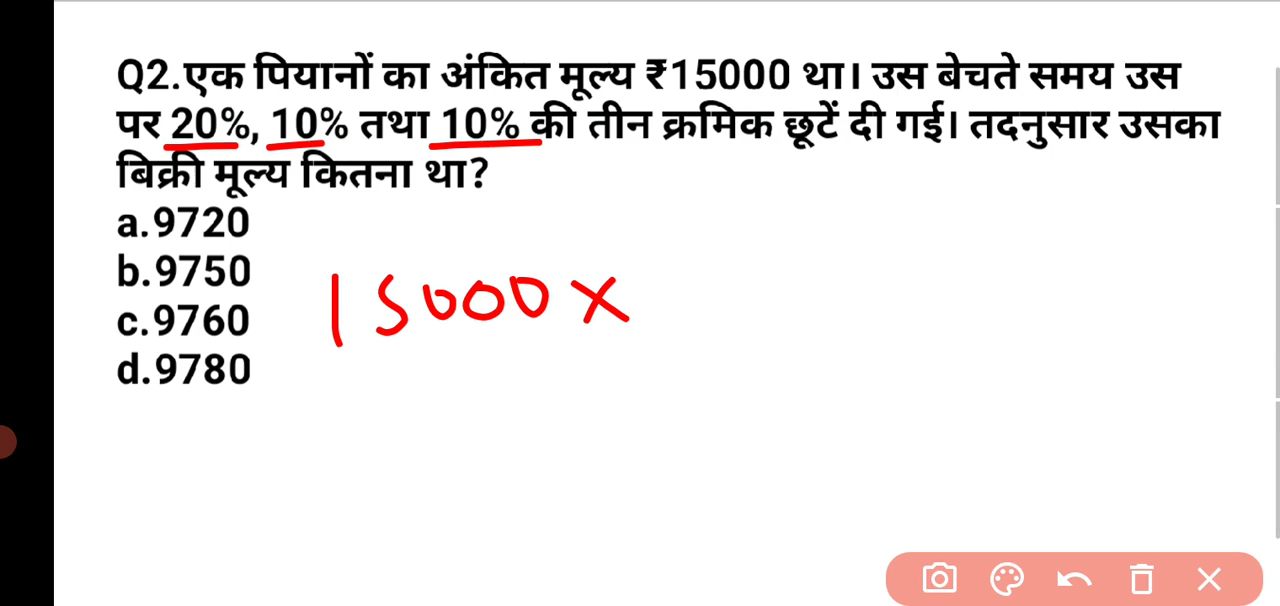 Q2.एक पियानों का अंकित मूल्य ₹15000 था। उस बेचते समय उस
पर 20%, 10% तथा 10% की तीन क्रमिक छूटें दी गई। तदनुसार उसका
बिक्री मूल्य कितना था?
a.9720
b.9750
c.9760
d.9780
15000 x